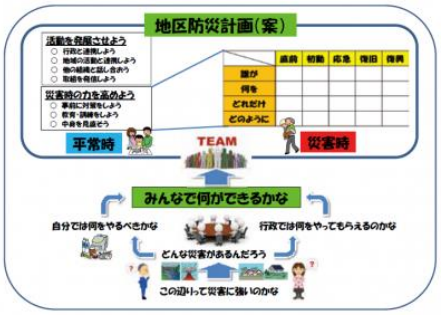 地区防災計画(案)
活動を発展させよう
○ 行政と連携しよう
○ 地域の活動と連携しよう
○ 他の組織と話し合おう
○ 取組を発信しよう
災害時の力を高めよう
○ 事前に対策をしよう
○ 教育・訓練をしよう
○ 中身を見直そう
平常時
直前 初動 応急 復旧 復興
誰が
何を
どれだけ
どのように
災害時
TEAM
みんなで何ができるかな
自分では何をやるべきかな
行政では何をやってもらえるのかな
どんな災害があるんだろう
? ?
この辺りって災害に強いのかな